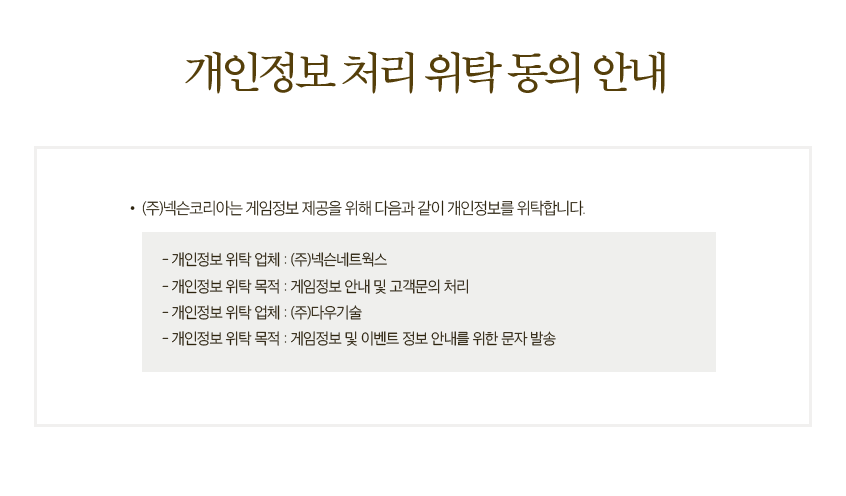 개인정보 처리 위탁 동의 안내
• (주)넥슨코리아는 게임정보 제공을 위해 다음과 같이 개인정보를 위탁합니다.
- 개인정보 위탁 업체 : (주)넥슨네트웍스
- 개인정보 위탁 목적 : 게임정보 안내 및 고객문의 처리
- 개인정보 위탁 업체 : (주)다우기술
- 개인정보 위탁 목적 : 게임정보 및 이벤트 정보 안내를 위한 문자 발송